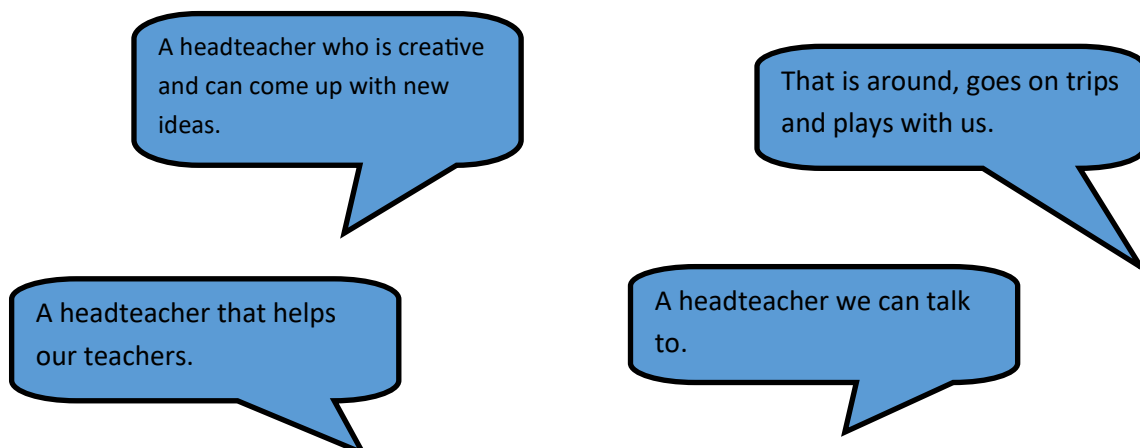 A headteacher who is creative
and can come up with new
ideas.
That is around, goes on trips
and plays with us.
A headteacher that helps
our teachers.
A headteacher we can talk
to.